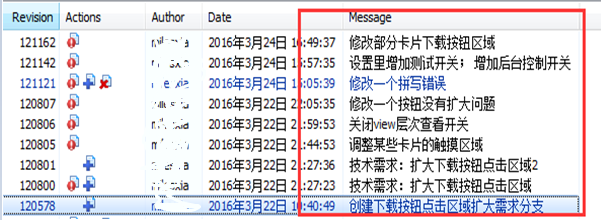 Revision Actions Author Date Message
121162 2016年3月24日 16:49:37 修改部分卡片下载按钮区域
121142 2016年3月24日 15:57:35 设置里增加测试开关；增加后台控制开关
121121 2016年3月24日 15:05:39 修改一个拼写错误
120807 2016年3月22日 22:05:35 修改一个按钮没有扩大问题
120806 2016年3月22日 21:59:53 关闭view层次查看开关
120805 2016年3月22日 21:44:53 调整某些卡片的触摸区域
120801 2016年3月22日 21:27:36 技术需求：扩大下载按钮点击区域2
120800 2016年3月22日 21:27:23 技术需求：扩大下载按钮点击区域
120578 2016年3月22日 10:40:49 创建下载按钮点击区域扩大需求分支